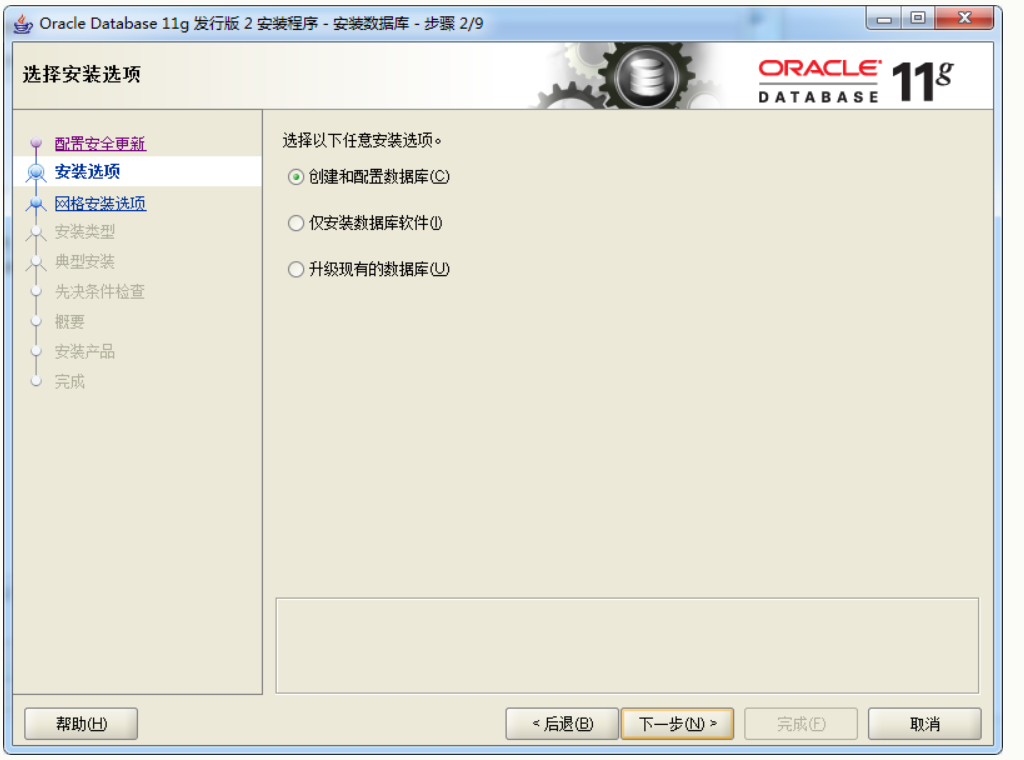 Oracle Database 11g 发行版 2 安装程序 - 安装数据库 - 步骤 2/9
选择安装选项
ORACLE
DATABASE
11g
配置安全更新
安装选项
网格安装选项
安装类型
典型安装
先决条件检查
概要
安装产品
完成
选择以下任意安装选项。
创建和配置数据库(C)
仅安装数据库软件(I)
升级现有的数据库(U)
帮助(H)
< 后退(B)
下一步(N) >
完成(F)
取消